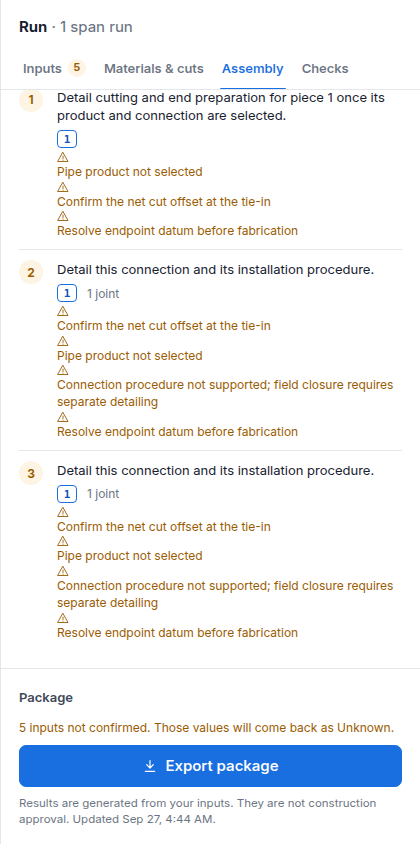 Run · 1 span run
Inputs 5 Materials & cuts Assembly Checks
1 Detail cutting and end preparation for piece 1 once its
product and connection are selected.
1
Pipe product not selected
Confirm the net cut offset at the tie-in
Resolve endpoint datum before fabrication
2 Detail this connection and its installation procedure.
1 1 joint
Confirm the net cut offset at the tie-in
Pipe product not selected
Connection procedure not supported; field closure requires
separate detailing
Resolve endpoint datum before fabrication
3 Detail this connection and its installation procedure.
1 1 joint
Confirm the net cut offset at the tie-in
Pipe product not selected
Connection procedure not supported; field closure requires
separate detailing
Resolve endpoint datum before fabrication
Package
5 inputs not confirmed. Those values will come back as Unknown.
Export package
Results are generated from your inputs. They are not construction
approval. Updated Sep 27, 4:44 AM.